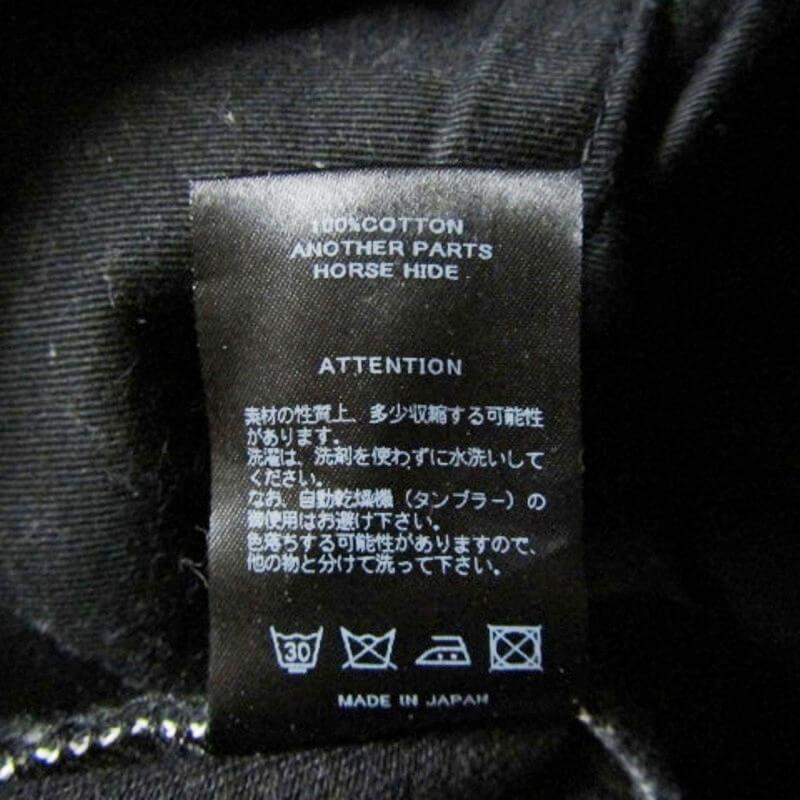 100%COTTON
ANOTHER PARTS
HORSE HIDE
ATTENTION
素材の性質上、多少収縮する可能性
があります。
洗濯は、洗剤を使わずに水洗いして
ください。
なお、自動乾燥機（タンブラー）の
御使用はお避け下さい。
色落ちする可能性がありますので、
他の物と分けて洗って下さい。
30
MADE IN JAPAN